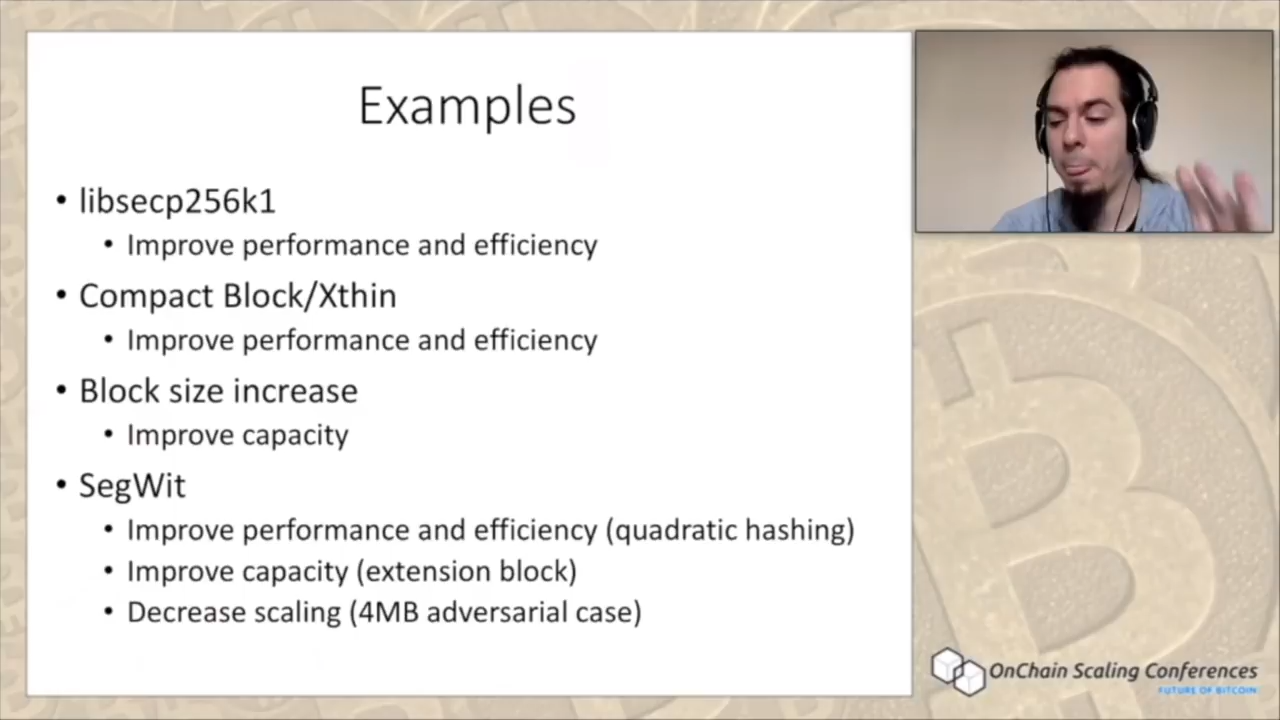 Examples
• libsecp256k1
• Improve performance and efficiency
• Compact Block/Xthin
• Improve performance and efficiency
• Block size increase
• Improve capacity
• SegWit
• Improve performance and efficiency (quadratic hashing)
• Improve capacity (extension block)
• Decrease scaling (4MB adversarial case)
OnChain Scaling Conferences
FUTURE OF BITCOIN